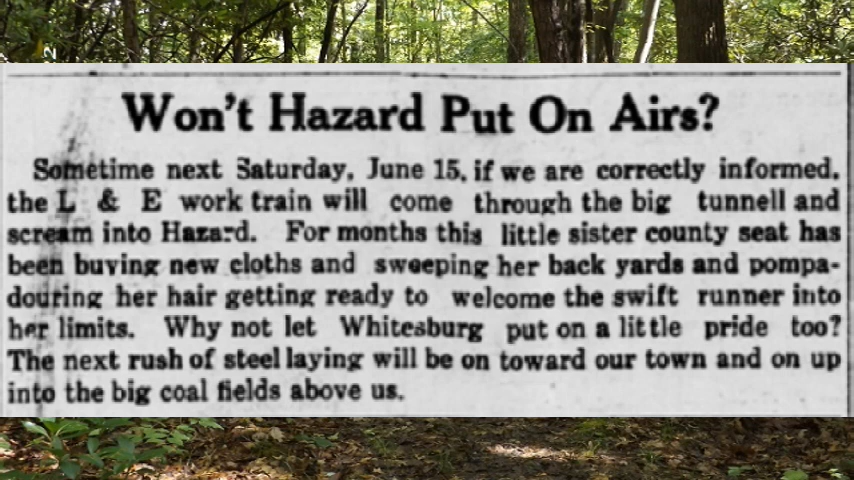 Won't Hazard Put On Airs?
Sometime next Saturday, June 15, if we are correctly informed,
the L & E work train will come through the big tunnell and
scream into Hazard. For months this little sister county seat has
been buying new cloths and sweeping her back yards and pompa-
douring her hair getting ready to welcome the swift runner into
her limits. Why not let Whitesburg put on a little pride too?
The next rush of steel laying will be on toward our town and on up
into the big coal fields above us.